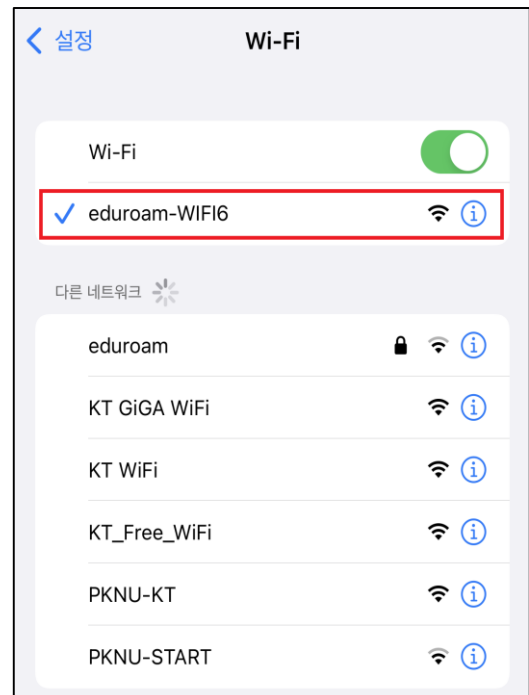 설정
Wi-Fi
Wi-Fi
eduroam-WIFI6
다른 네트워크
eduroam
KT GiGA WiFi
KT WiFi
KT_Free_WiFi
PKNU-KT
PKNU-START